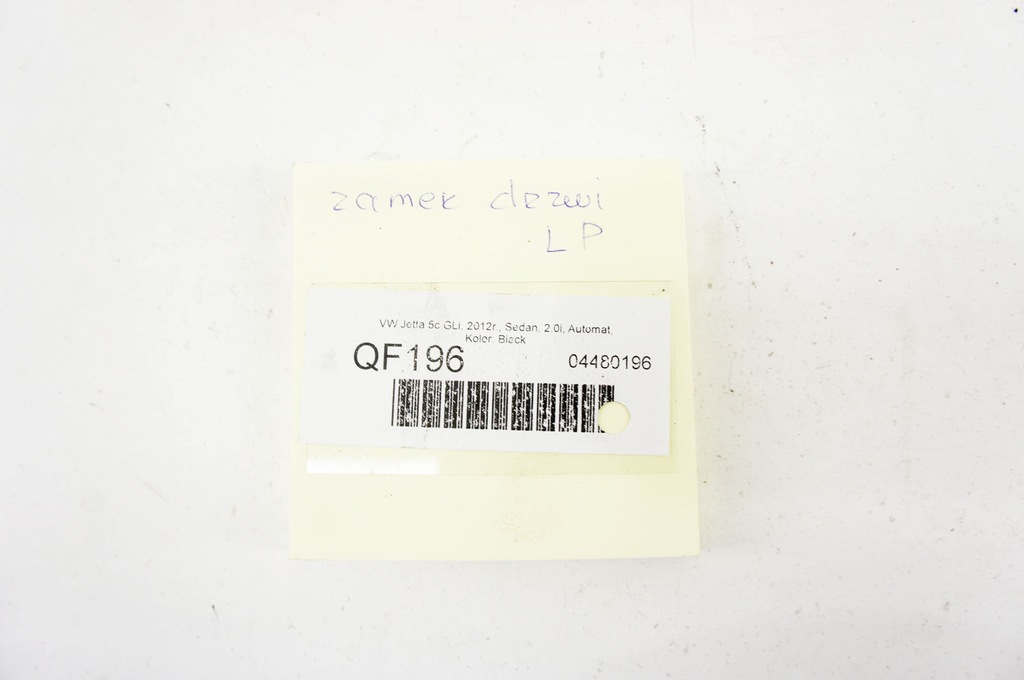 zamek drzwi
LP
VW Jetta 5c GLi, 2012r., Sedan, 2.0i, Automat,
Kolor: Black
QF196
04480196